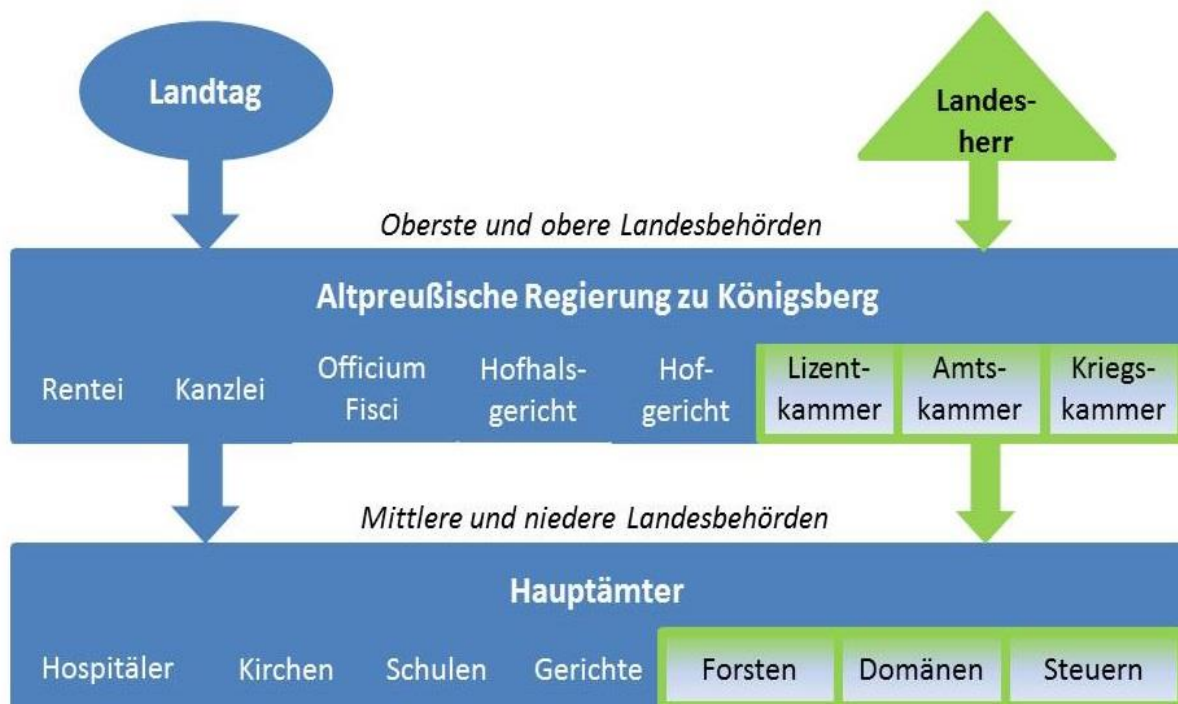 Landtag
Landes-
herr
Oberste und obere Landesbehörden
Altpreußische Regierung zu Königsberg
Rentei
Kanzlei
Officium
Fisci
Hofhals-
gericht
Hof-
gericht
Lizent-
kammer
Amts-
kammer
Kriegs-
kammer
Mittlere und niedere Landesbehörden
Hauptämter
Hospitäler
Kirchen
Schulen
Gerichte
Forsten
Domänen
Steuern